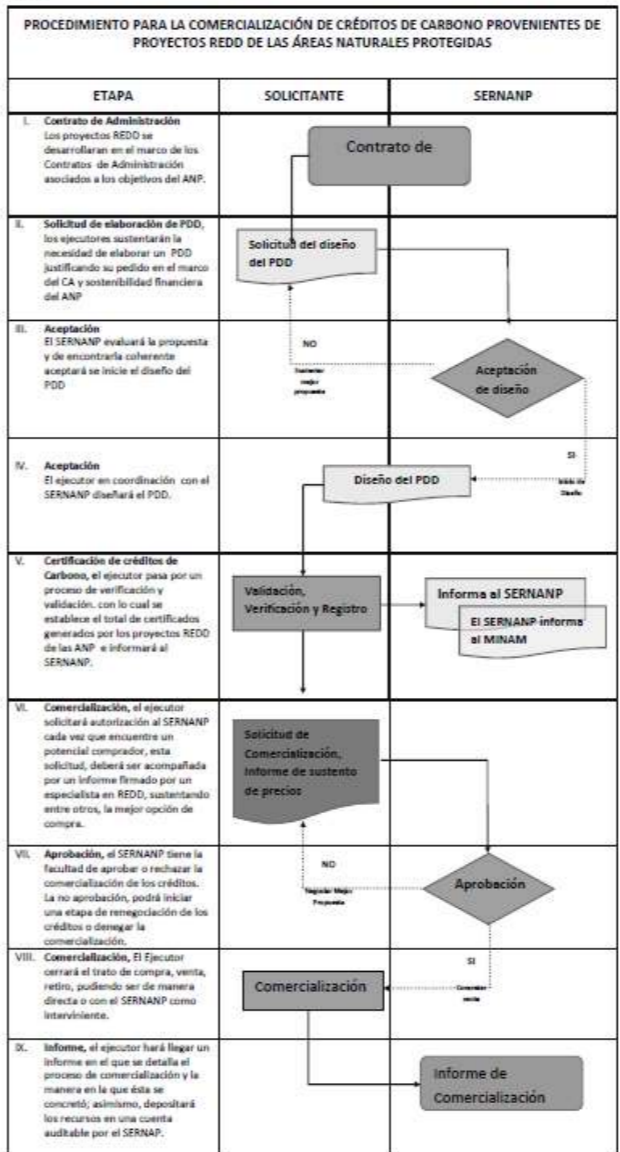 PROCEDIMIENTO PARA LA COMERCIALIZACIÓN DE CRÉDITOS DE CARBONO PROVENIENTES DE
PROYECTOS REDD DE LAS ÁREAS NATURALES PROTEGIDAS
ETAPA
SOLICITANTE
SERNANP
I. Contrato de Administración
Los proyectos REDD se
desarrollaran en el marco de los
Contratos de Administración
asociados a los objetivos del ANP.
Contrato de
II. Solicitud de elaboración de PDD,
los ejecutores sustentarán la
necesidad de elaborar un PDD
justificando su pedido en el marco
del CA y sostenibilidad financiera
del ANP
Solicitud del diseño
del PDD
III. Aceptación
El SERNANP evaluará la propuesta
y de encontrarla coherente
aceptará se inicie el diseño del
PDD
NO
Sustentar
mejor
propuesta
Aceptación
de diseño
IV. Aceptación
El ejecutor en coordinación con el
SERNANP diseñará el PDD.
Diseño del PDD
SI
Inicio de
Diseño
V. Certificación de créditos de
Carbono, el ejecutor pasa por un
proceso de verificación y
validación. con lo cual se
establece el total de certificados
generados por los proyectos REDD
de las ANP e informará al
SERNANP.
Validación,
Verificación y Registro
Informa al SERNANP
El SERNANP informa
al MINAM
VI. Comercialización, el ejecutor
solicitará autorización al SERNANP
cada vez que encuentre un
potencial comprador, esta
solicitud, deberá ser acompañada
por un informe firmado por un
especialista en REDD, sustentando
entre otros, la mejor opción de
compra.
Solicitud de
Comercialización,
Informe de sustento
de precios
VII. Aprobación, el SERNANP tiene la
facultad de aprobar o rechazar la
comercialización de los créditos.
La no aprobación, podrá iniciar
una etapa de renegociación de los
créditos o denegar la
comercialización.
NO
Negociar Mejor
Propuesta
Aprobación
VIII. Comercialización, El Ejecutor
cerrará el trato de compra, venta,
retiro, pudiendo ser de manera
directa o con el SERNANP como
interviniente.
Comercialización
SI
Concretar
venta
IX. Informe, el ejecutor hará llegar un
informe en el que se detalla el
proceso de comercialización y la
manera en la que ésta se
concretó; asimismo, depositará
los recursos en una cuenta
auditable por el SERNAP.
Informe de
Comercialización